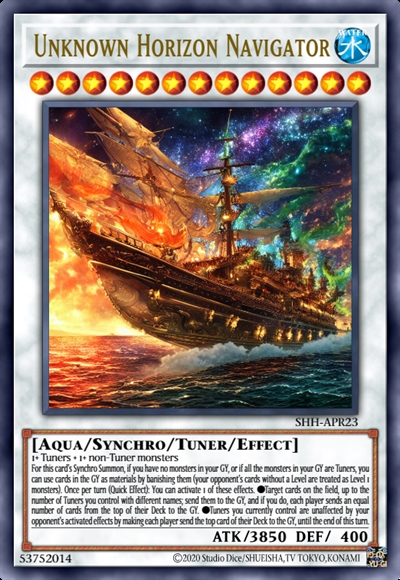 UNKNOWN HORIZON NAVIGATOR
WATER
水
SHH-APR23
[AQUA/SYNCHRO/TUNER/EFFECT]
1+ Tuners + 1+ non-Tuner monsters
For this card's Synchro Summon, if you have no monsters in your GY, or if all the monsters in your GY are Tuners, you
can use cards in the GY as materials by banishing them (your opponent's cards without a Level are treated as Level 1
monsters). Once per turn (Quick Effect): You can activate 1 of these effects. ●Target cards on the field, up to the
number of Tuners you control with different names; send them to the GY, and if you do, each player sends an equal
number of cards from the top of their Deck to the GY. ●Tuners you currently control are unaffected by your
opponent's activated effects by making each player send the top card of their Deck to the GY, until the end of this turn.
ATK/3850 DEF/ 400
53752014
©2020 Studio Dice/SHUEISHA,TV TOKYO,KONAMI